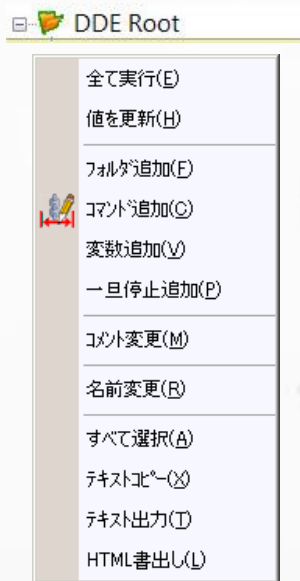 DDE Root
全て実行(E)
値を更新(H)
ﾌｫﾙﾀﾞ追加(F)
ｺﾏﾝﾄﾞ追加(C)
変数追加(V)
一旦停止追加(P)
ｺﾒﾝﾄ変更(M)
名前変更(R)
すべて選択(A)
ﾃｷｽﾄｺﾋﾟｰ(X)
ﾃｷｽﾄ出力(T)
HTML書出し(L)